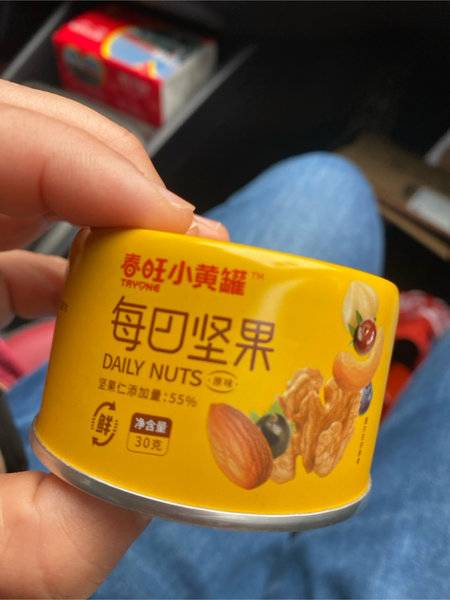 春旺小黄罐™
TRYONE
每日坚果
DAILY NUTS 原味
坚果仁添加量:55%
鲜
净含量
30克